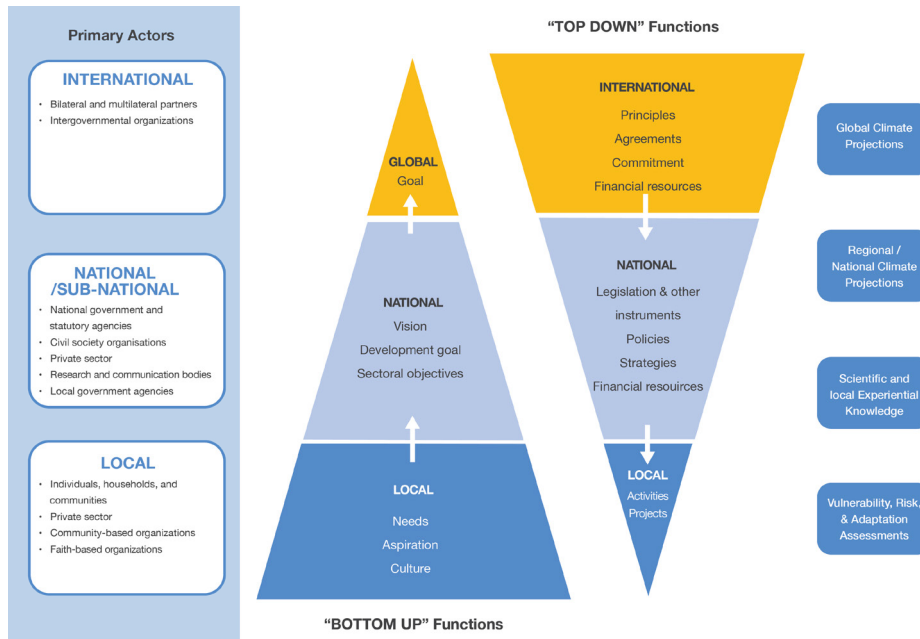 Primary Actors
INTERNATIONAL
• Bilateral and multilateral partners
• Intergovernmental organizations
NATIONAL
/SUB-NATIONAL
• National government and
statutory agencies
• Civil society organisations
• Private sector
• Research and communication bodies
• Local government agencies
LOCAL
• Individuals, households, and
communities
• Private sector
• Community-based organizations
• Faith-based organizations
GLOBAL
Goal
NATIONAL
Vision
Development goal
Sectoral objectives
LOCAL
Needs
Aspiration
Culture
“BOTTOM UP” Functions
“TOP DOWN” Functions
INTERNATIONAL
Principles
Agreements
Commitment
Financial resources
NATIONAL
Legislation & other
instruments
Policies
Strategies
Financial resouirces
LOCAL
Activities
Projects
Global Climate
Projections
Regional /
National Climate
Projections
Scientific and
local Experiential
Knowledge
Vulnerability, Risk,
& Adaptation
Assessments